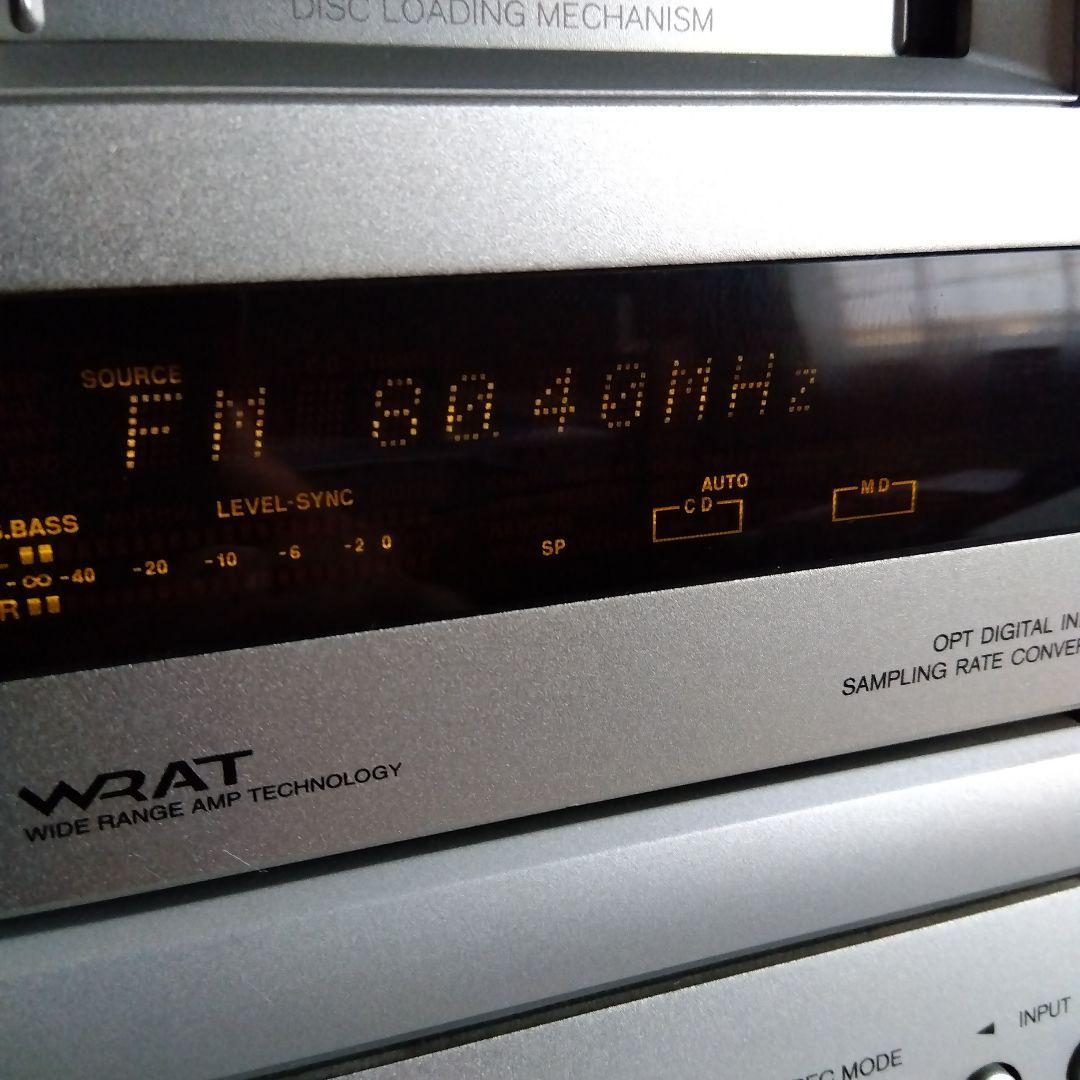 DISC LOADING MECHANISM
SOURCE
FM 80.40MHz
S.BASS
LEVEL-SYNC
AUTO
CD
MD
-∞ -40 -20 -10 -6 -2 0
SP
R
OPT DIGITAL IN
SAMPLING RATE CONVER
WRAT
WIDE RANGE AMP TECHNOLOGY
INPUT
REC MODE